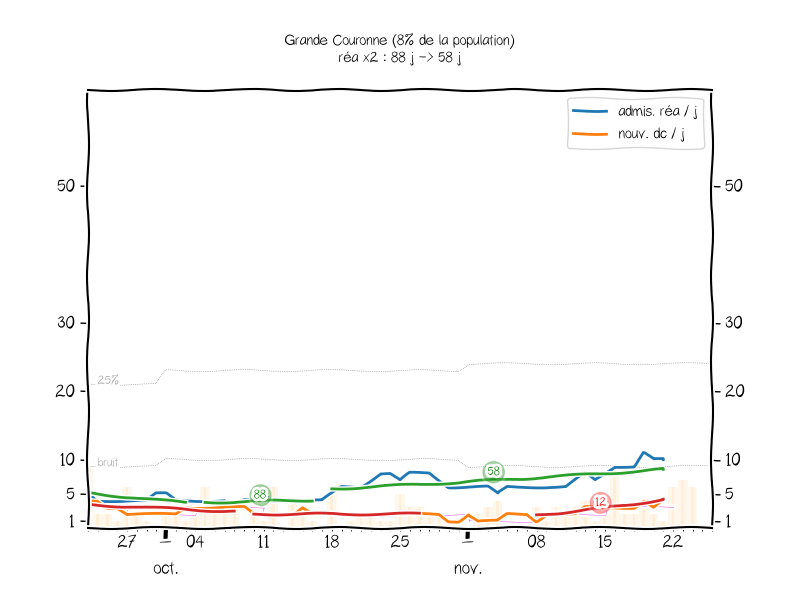 Grande Couronne (8% de la population)
réa x2 : 88 j -> 58 j
admis. réa / j
nouv. dc / j
50 50
30 30
25%
20 20
bruit
10 10
58
88
5 5
12
1 1
27 04 11 18 25 08 15 22
oct. nov.